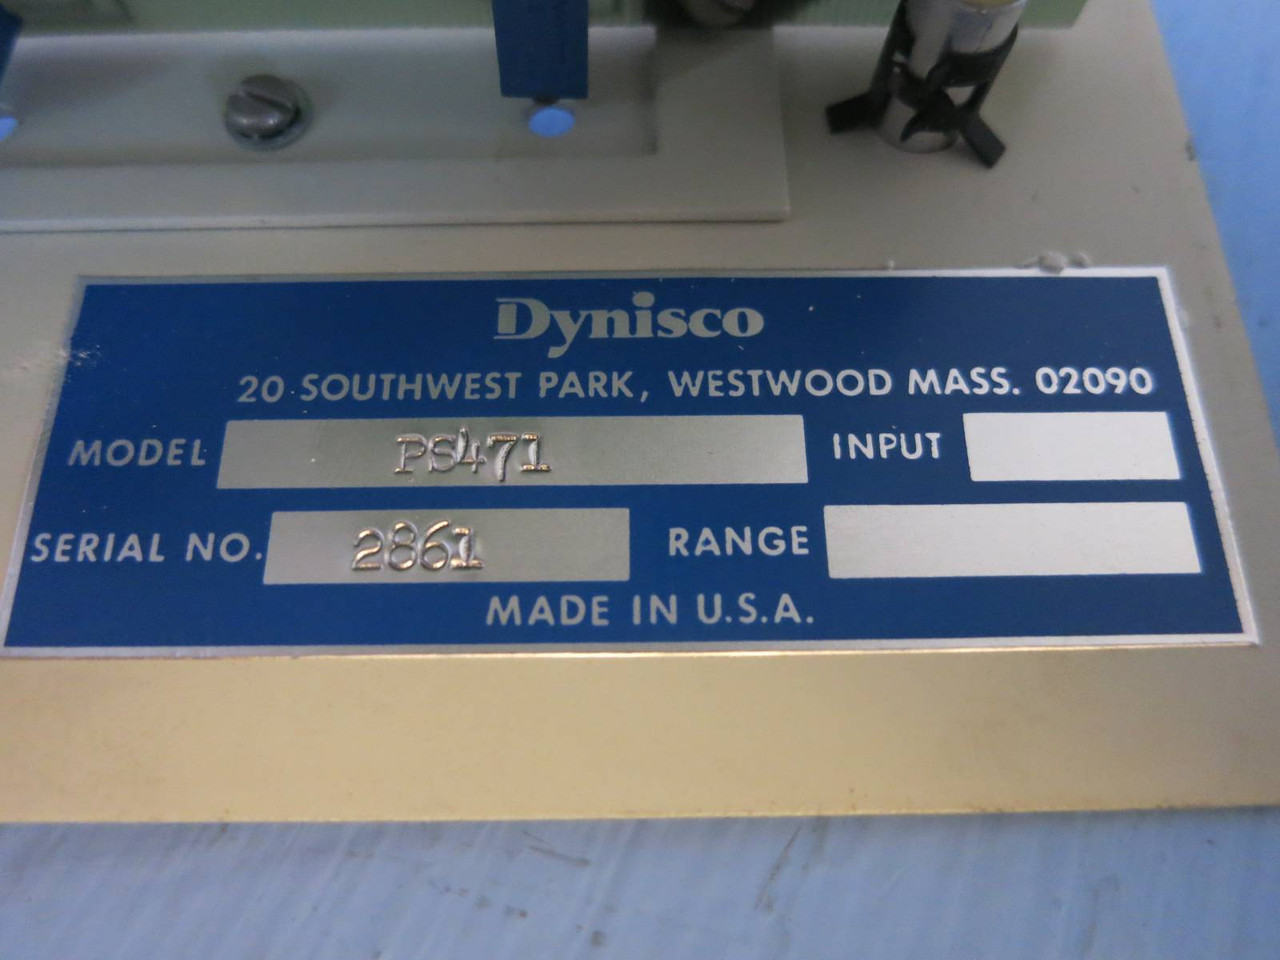 Dynisco
20 SOUTHWEST PARK, WESTWOOD MASS. 02090
MODEL PS471 INPUT
SERIAL NO. 2861 RANGE
MADE IN U.S.A.